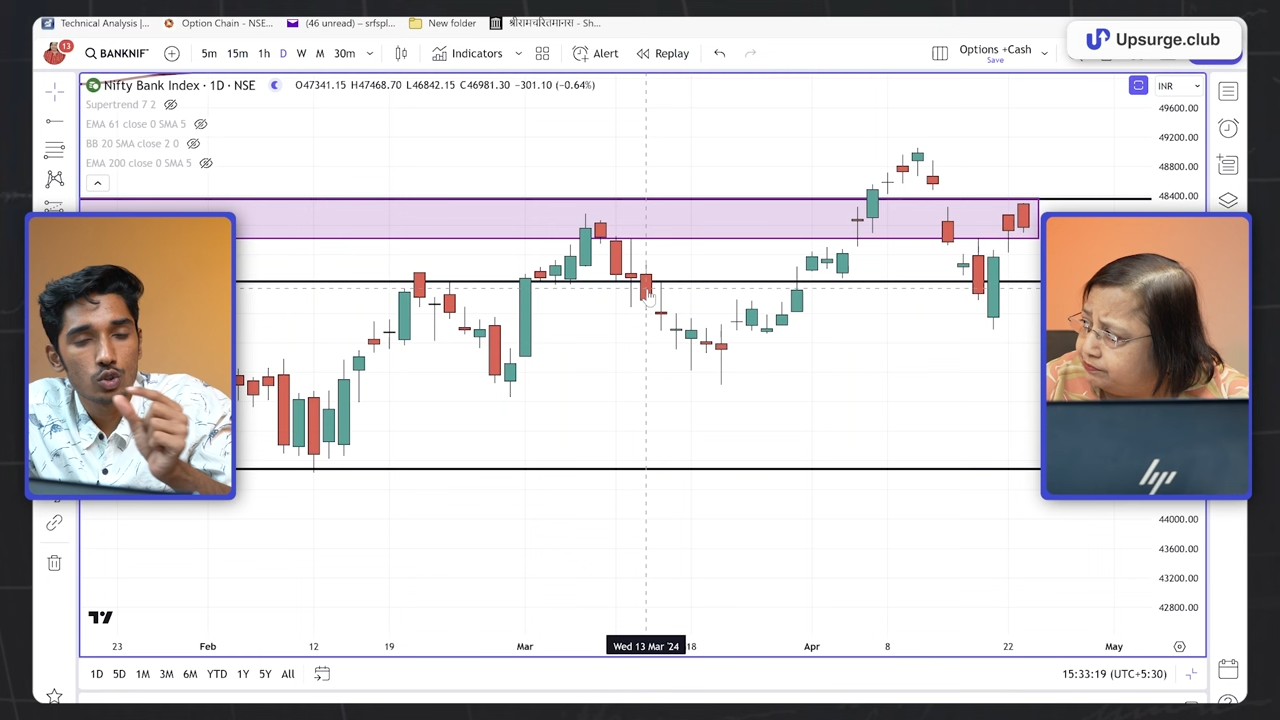 Technical Analysis |...
Option Chain - NSE...
(46 unread) – srfspl...
New folder
श्रीरामचरितमानस - Sh...
Upsurge.club
13
BANKNIF
5m 15m 1h D W M 30m
Indicators
Alert
Replay
Options +Cash
Save
Nifty Bank Index · 1D · NSE
O47341.15 H47468.70 L46842.15 C46981.30 -301.10 (-0.64%)
INR
Supertrend 7 2
EMA 61 close 0 SMA 5
BB 20 SMA close 2 0
EMA 200 close 0 SMA 5
49600.00
49200.00
48800.00
48400.00
44000.00
43600.00
43200.00
42800.00
hp
23 Feb 12 19 Mar Wed 13 Mar '24 18 Apr 8 22 May
1D 5D 1M 3M 6M YTD 1Y 5Y All
15:33:19 (UTC+5:30)